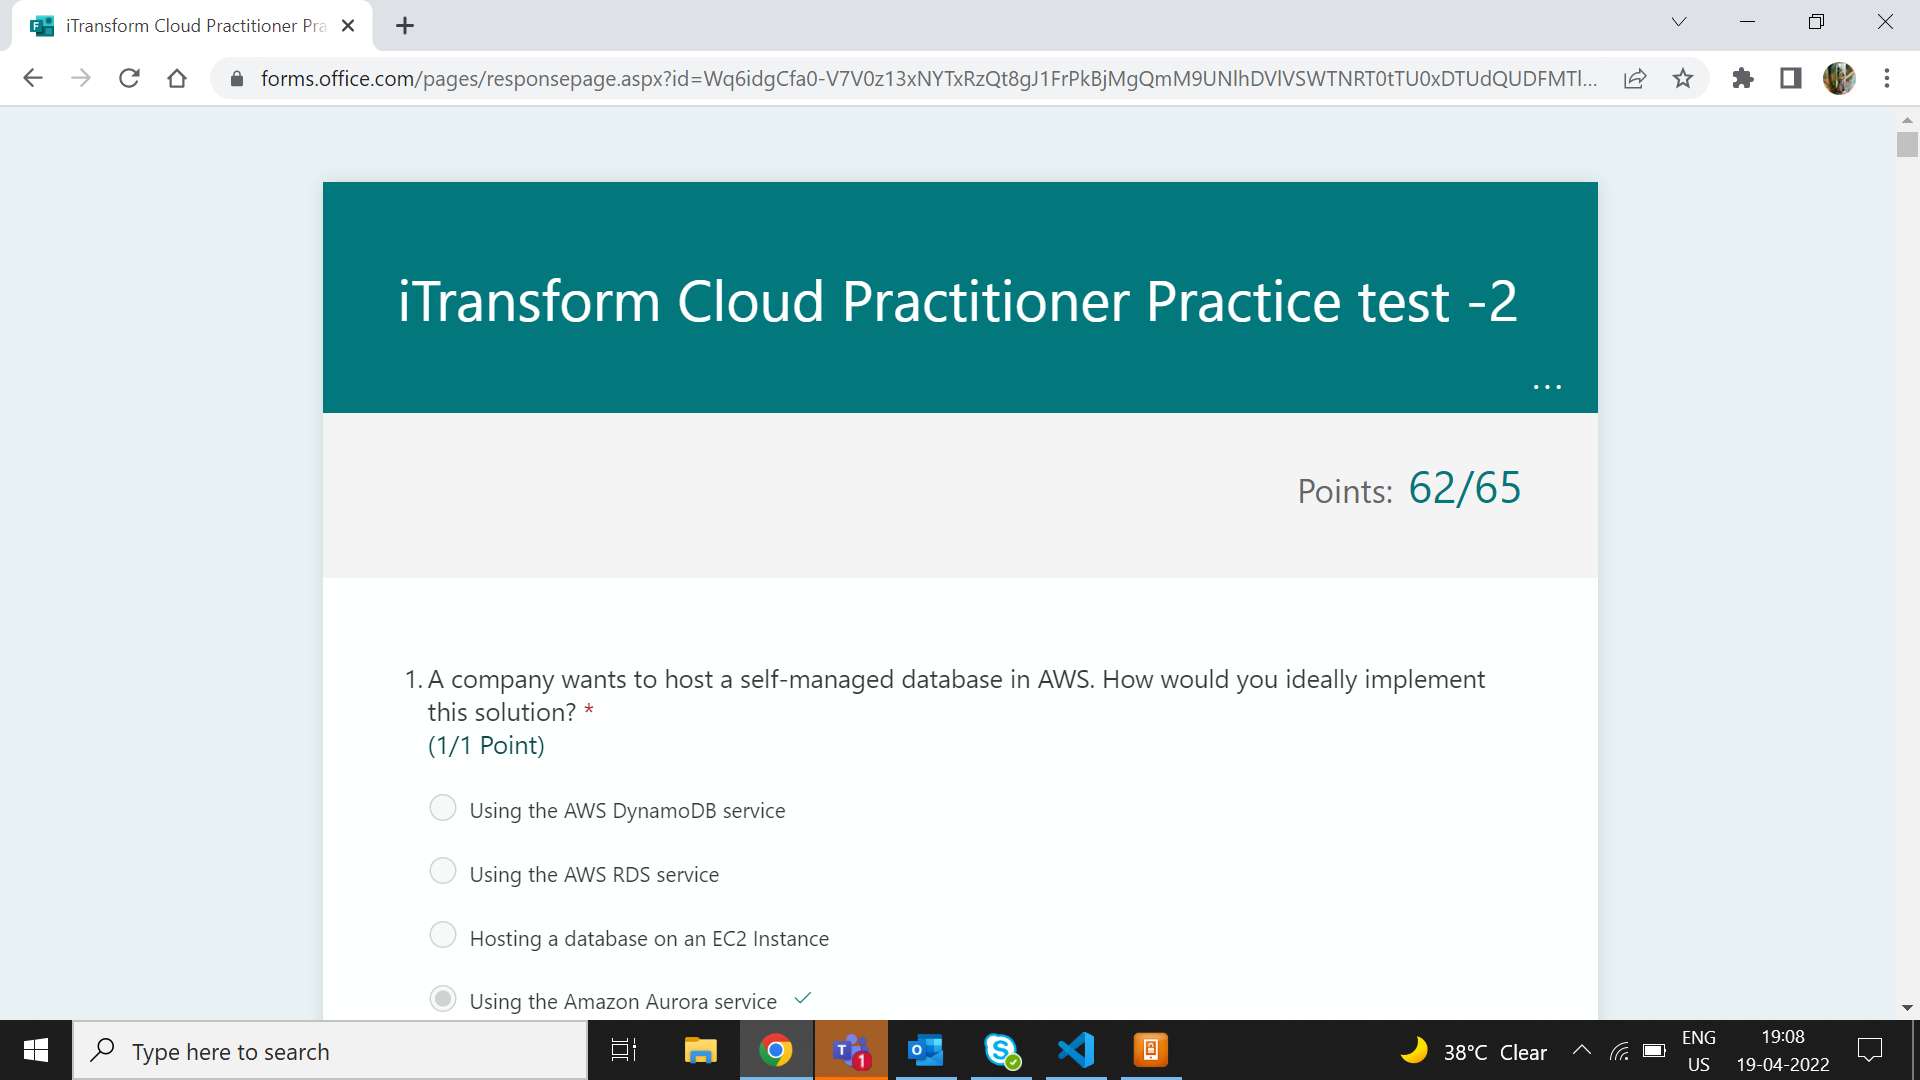 iTransform Cloud Practitioner Pra
forms.office.com/pages/responsepage.aspx?id=Wq6idgCfa0-V7V0z13xNYTxRzQt8gJ1FrPkBjMgQmM9UNlhDVlVSWTNRT0tTU0xDTUdQUDFMTl...
iTransform Cloud Practitioner Practice test -2
...
Points: 62/65
1. A company wants to host a self-managed database in AWS. How would you ideally implement
this solution? *
(1/1 Point)
Using the AWS DynamoDB service
Using the AWS RDS service
Hosting a database on an EC2 Instance
Using the Amazon Aurora service
Type here to search
1
38°C Clear
ENG
US
19:08
19-04-2022